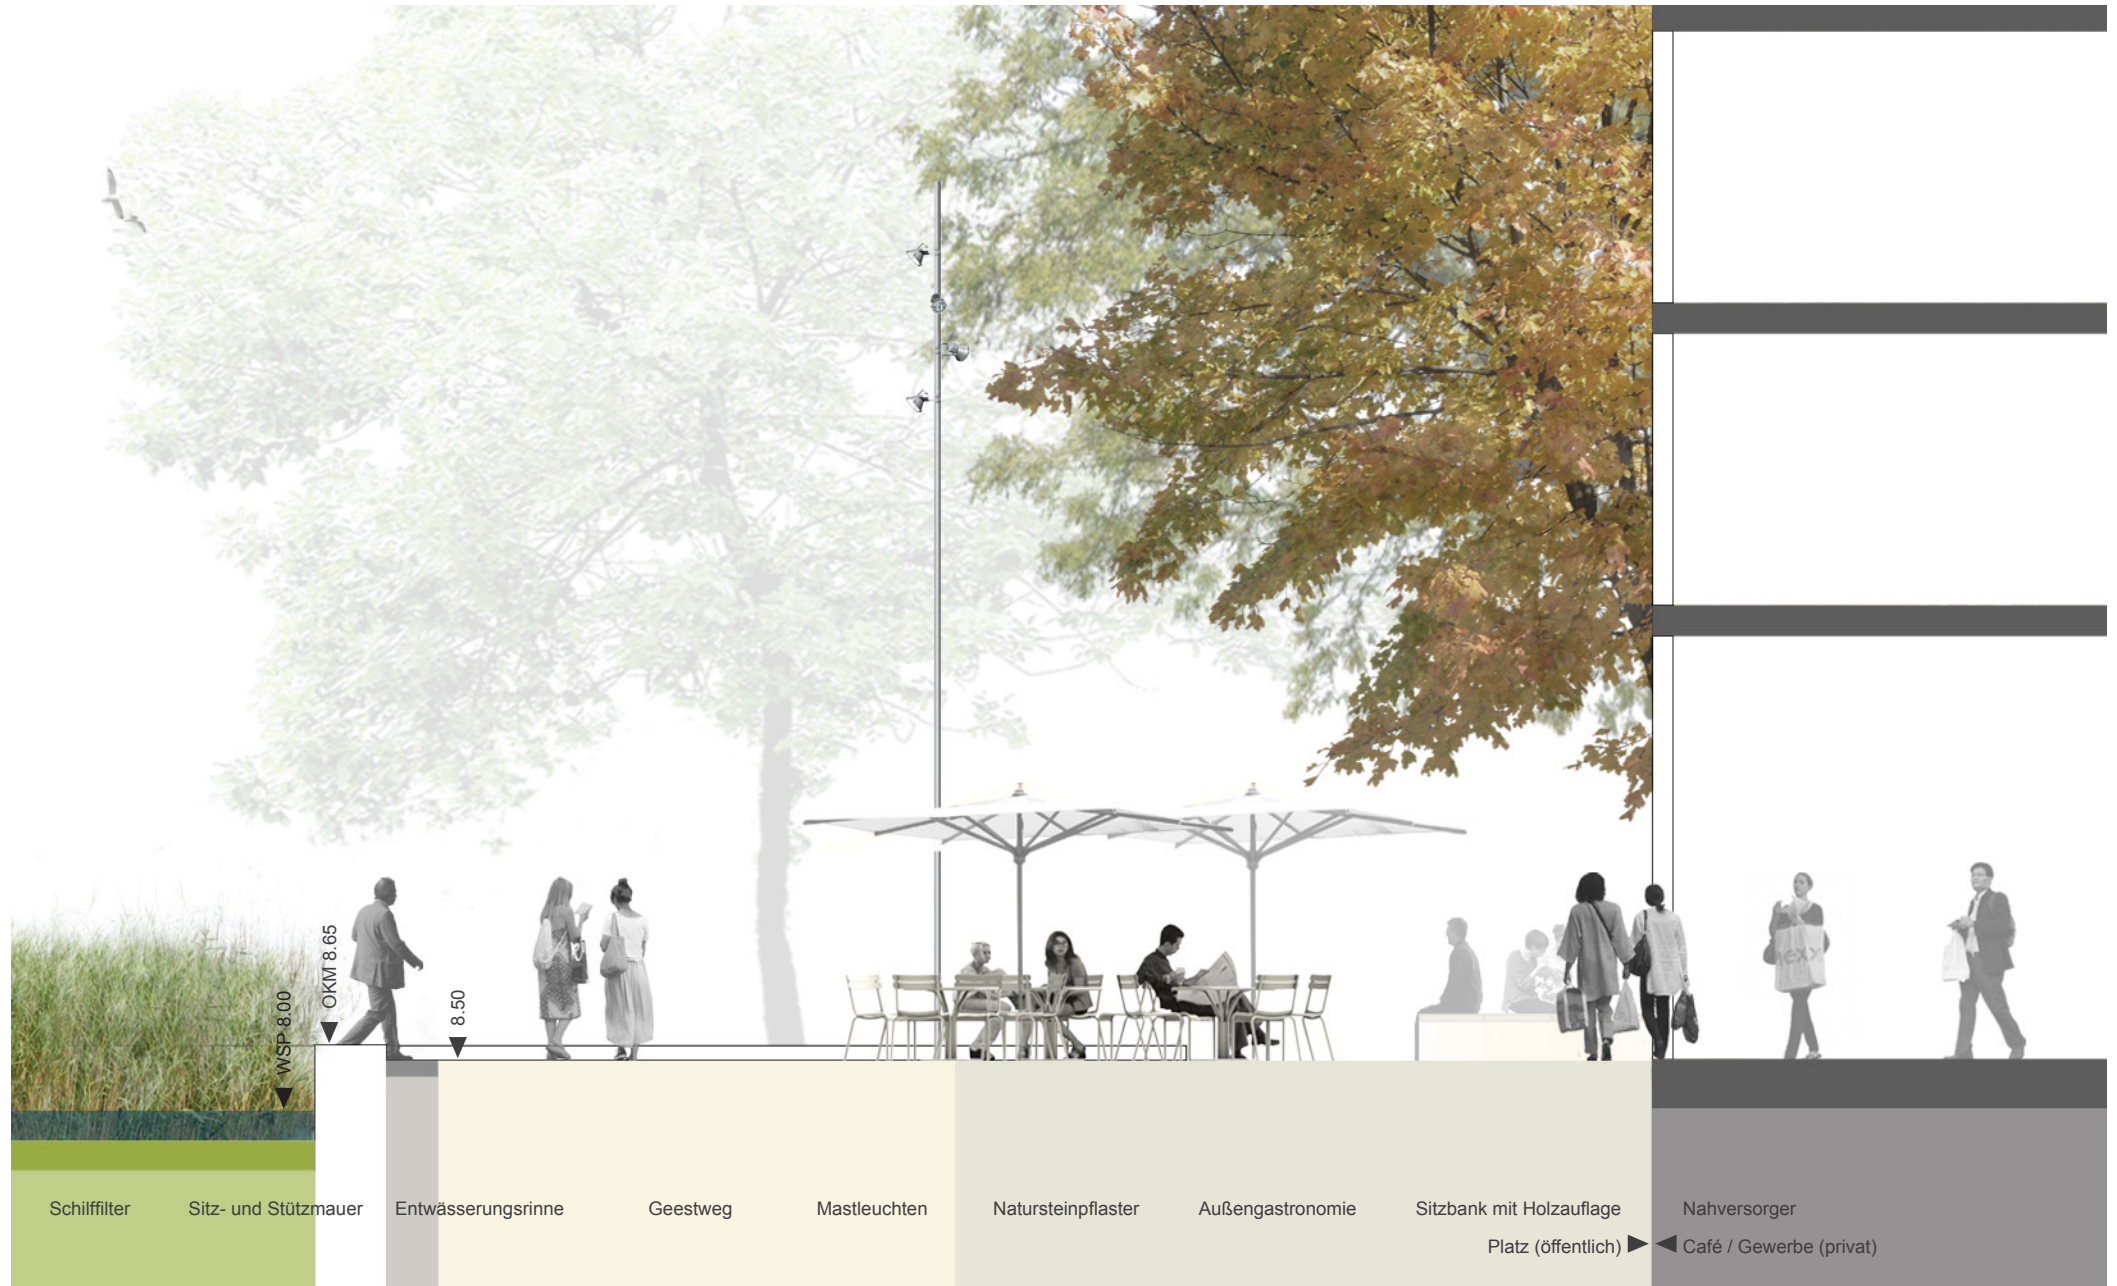 WSP 8.00
OKM 8.65
8.50
Schilffilter
Sitz- und Stützmauer
Entwässerungsrinne
Geestweg
Mastleuchten
Natursteinpflaster
Außengastronomie
Sitzbank mit Holzauflage
Nahversorger
Platz (öffentlich)
Café / Gewerbe (privat)